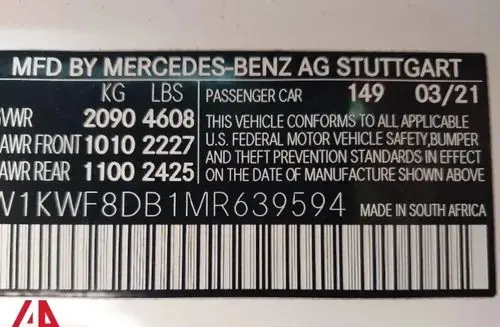 MFD BY MERCEDES-BENZ AG STUTTGART
KG LBS PASSENGER CAR 149 03/21
GVWR 2090 4608 THIS VEHICLE CONFORMS TO ALL APPLICABLE
AWR FRONT 1010 2227 U.S. FEDERAL MOTOR VEHICLE SAFETY,BUMPER
AWR REAR 1100 2425 AND THEFT PREVENTION STANDARDS IN EFFECT
ON THE DATE OF MANUFACTURE SHOWN ABOVE
W1KWF8DB1MR639594 MADE IN SOUTH AFRICA